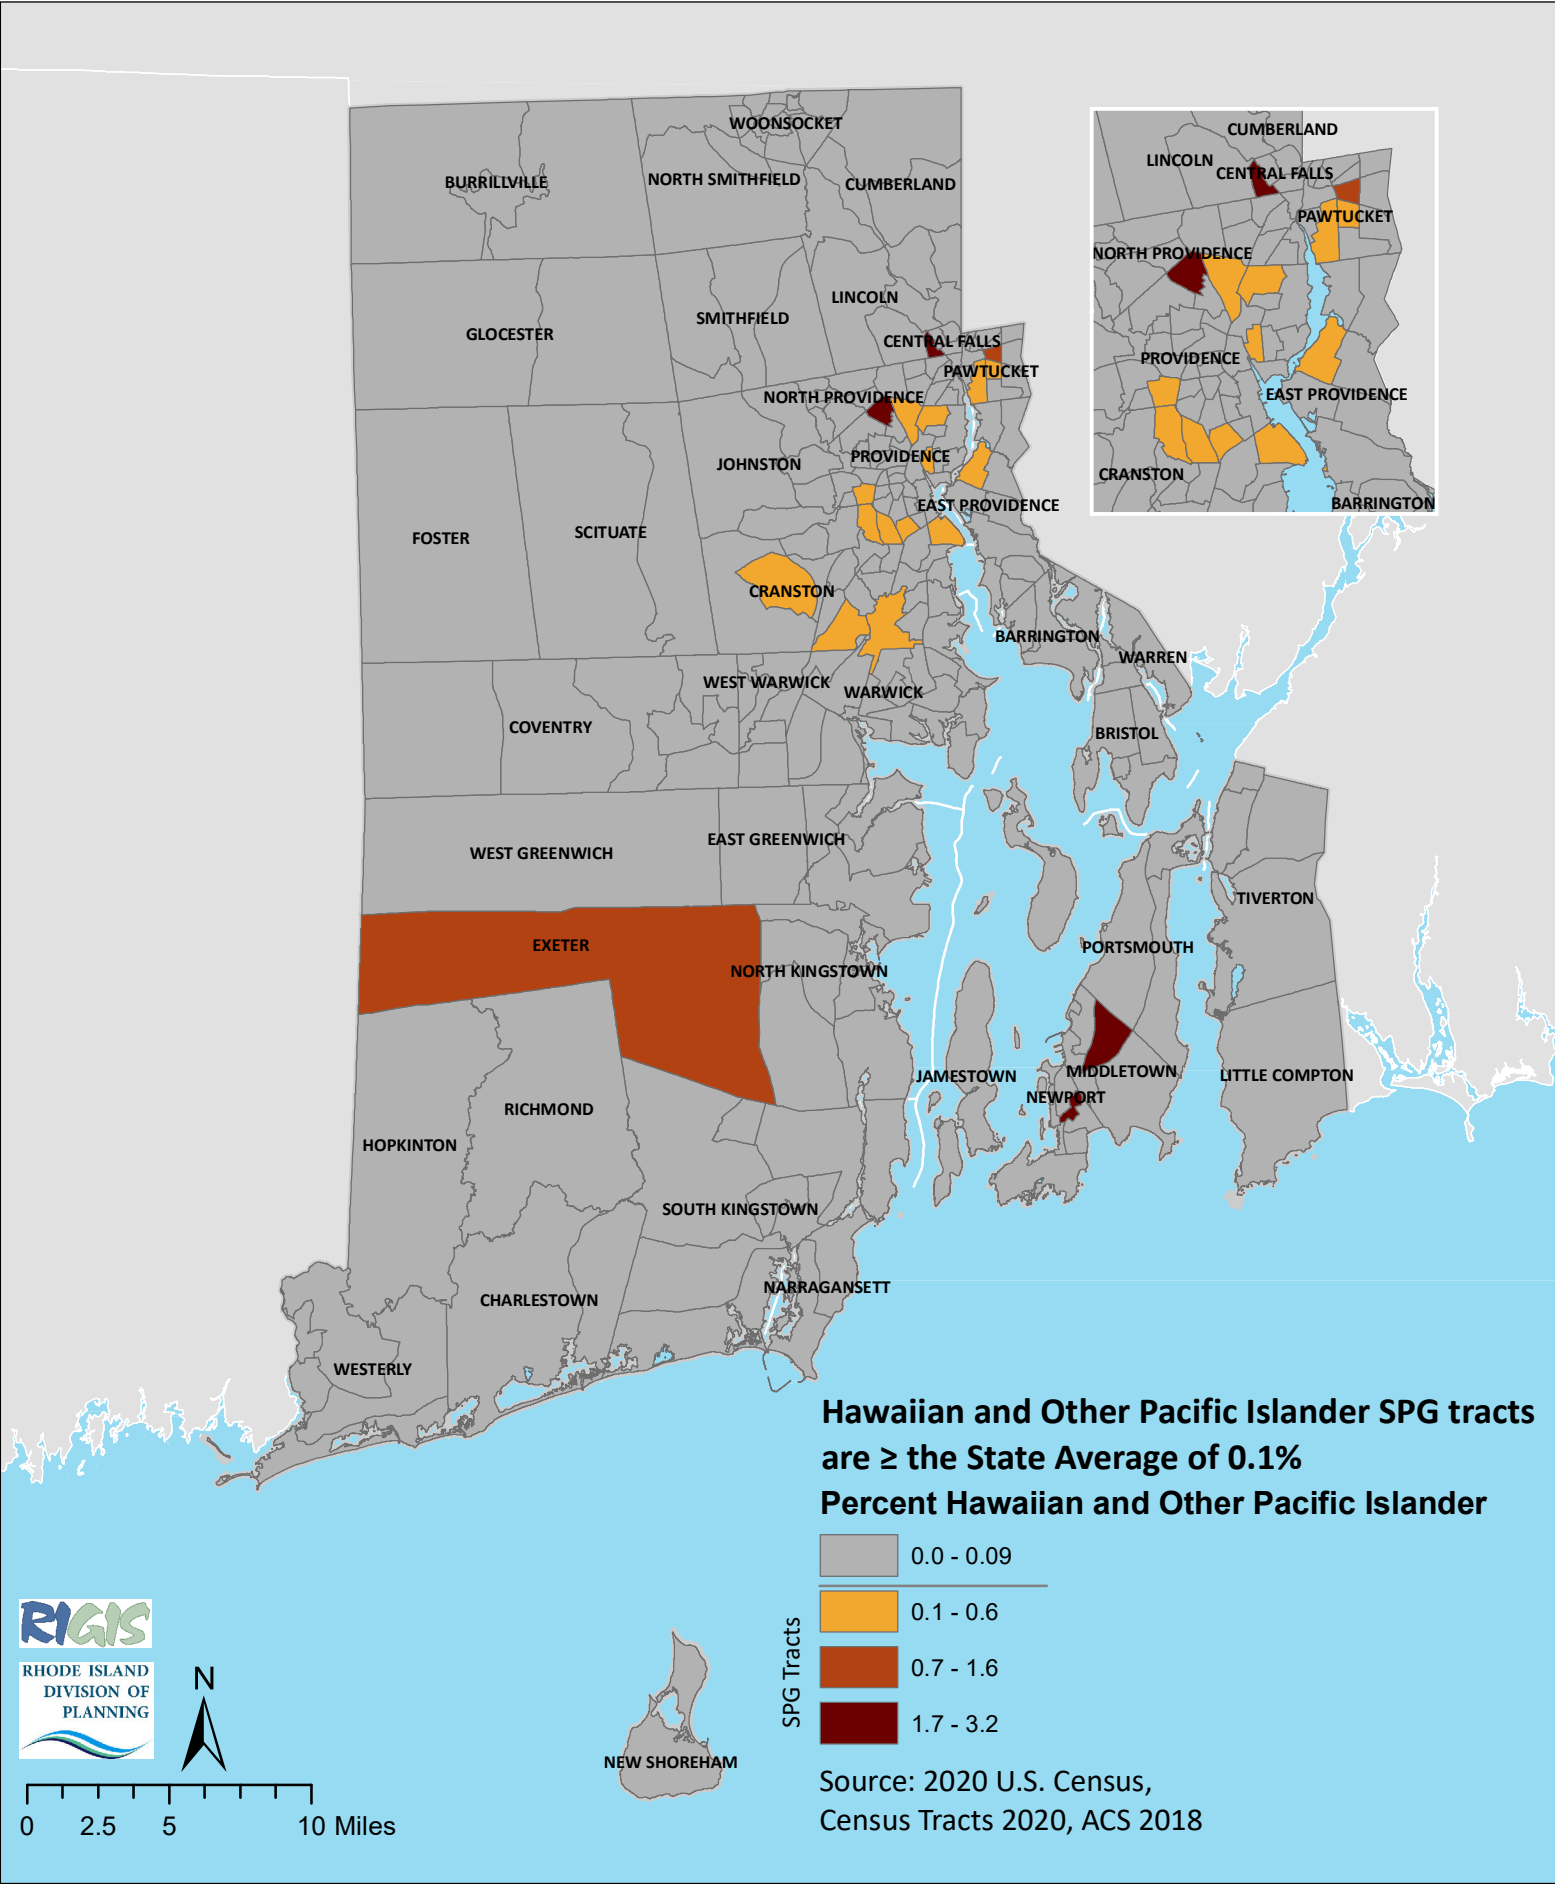 WOONSOCKET
BURRILLVILLE
NORTH SMITHFIELD
CUMBERLAND
LINCOLN
GLOCESTER
SMITHFIELD
CENTRAL FALLS
PAWTUCKET
NORTH PROVIDENCE
JOHNSTON
PROVIDENCE
EAST PROVIDENCE
FOSTER
SCITUATE
CRANSTON
BARRINGTON
WARREN
WEST WARWICK
WARWICK
COVENTRY
BRISTOL
WEST GREENWICH
EAST GREENWICH
TIVERTON
EXETER
PORTSMOUTH
NORTH KINGSTOWN
JAMESTOWN
MIDDLETOWN
LITTLE COMPTON
NEWPORT
RICHMOND
HOPKINTON
SOUTH KINGSTOWN
NARRAGANSETT
CHARLESTOWN
WESTERLY
NEW SHOREHAM
CUMBERLAND
LINCOLN
CENTRAL FALLS
PAWTUCKET
NORTH PROVIDENCE
PROVIDENCE
EAST PROVIDENCE
CRANSTON
BARRINGTON
Hawaiian and Other Pacific Islander SPG tracts
are ≥ the State Average of 0.1%
Percent Hawaiian and Other Pacific Islander
0.0 - 0.09
0.1 - 0.6
0.7 - 1.6
1.7 - 3.2
SPG Tracts
Source: 2020 U.S. Census,
Census Tracts 2020, ACS 2018
RIGIS
RHODE ISLAND
DIVISION OF
PLANNING
N
0 2.5 5 10 Miles